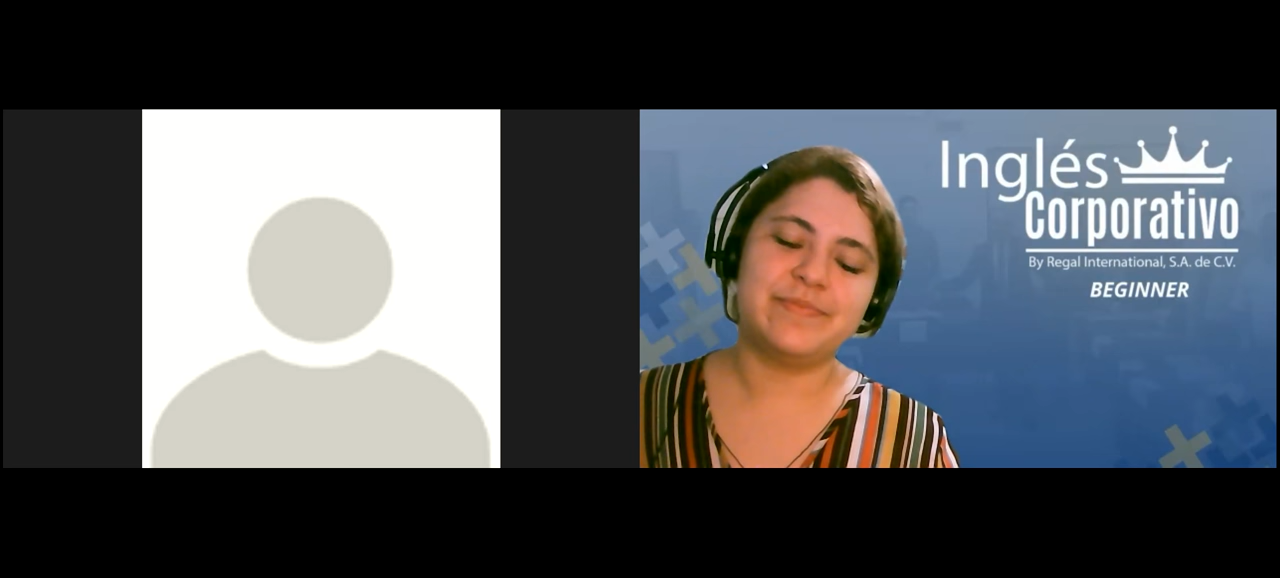 Inglés
Corporativo
By Regal International, S.A. de C.V.
BEGINNER